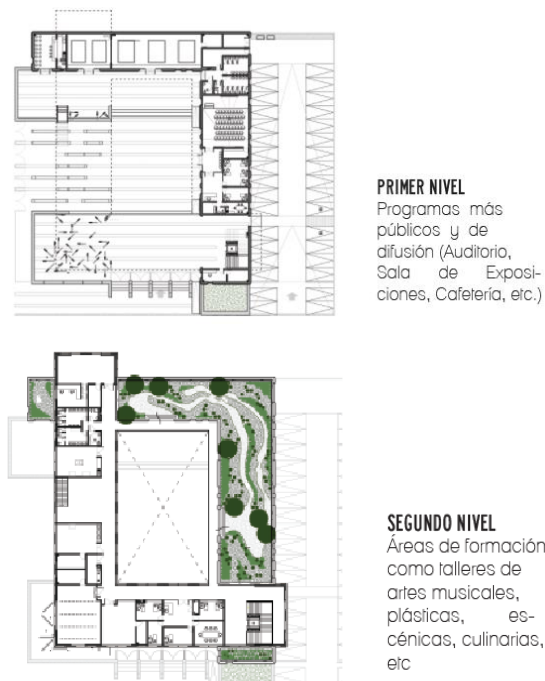 PRIMER NIVEL
Programas más
públicos y de
difusión (Auditorio,
Sala de Exposi-
ciones, Cafetería, etc.)
SEGUNDO NIVEL
Áreas de formación
como talleres de
artes musicales,
plásticas, es-
cénicas, culinarias,
etc